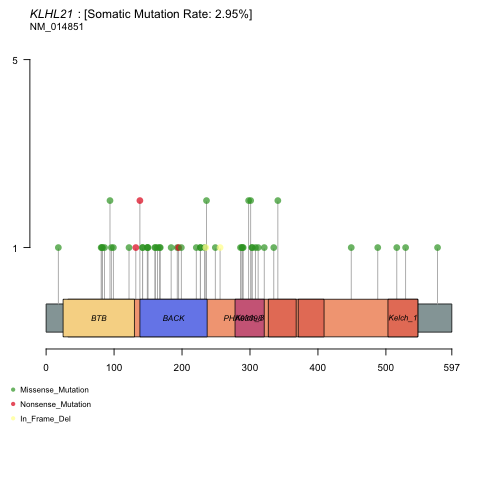 KLHL21 : [Somatic Mutation Rate: 2.95%]
NM_014851
5
1
BTB BACK Kelch_1
0 100 200 300 400 500 597
Missense_Mutation
Nonsense_Mutation
In_Frame_Del